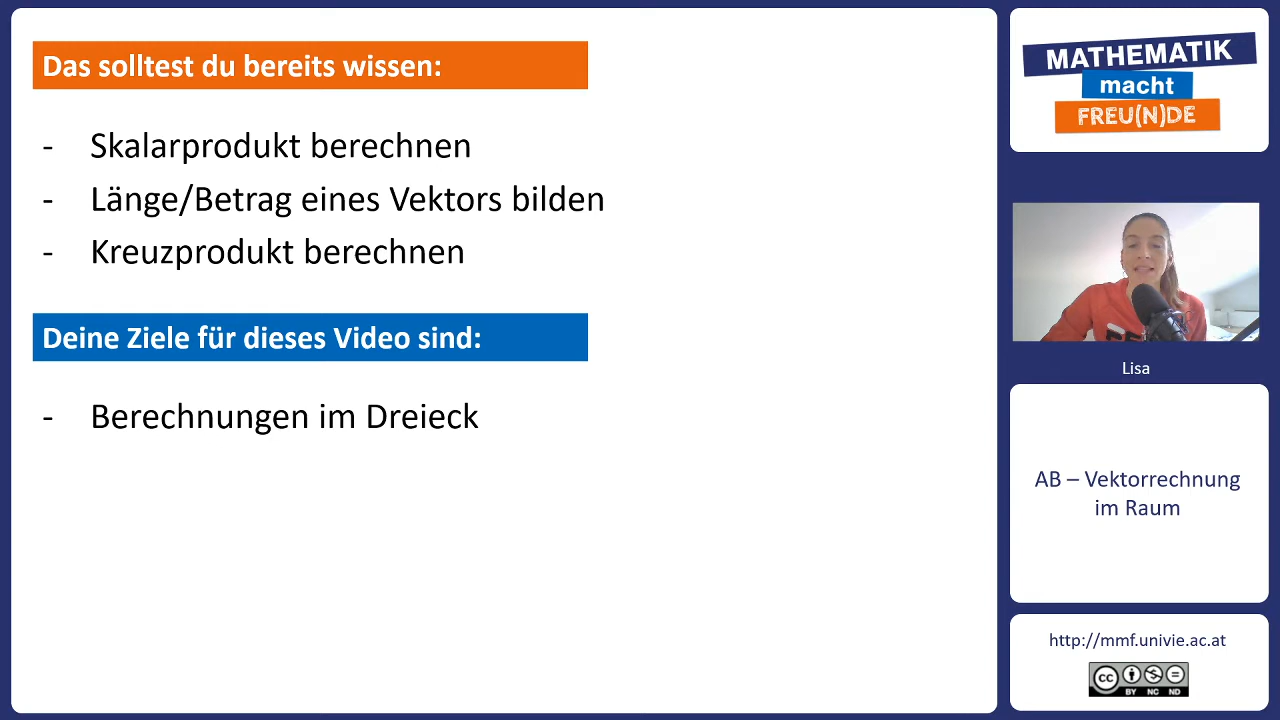 Das solltest du bereits wissen:
- Skalarprodukt berechnen
- Länge/Betrag eines Vektors bilden
- Kreuzprodukt berechnen
Deine Ziele für dieses Video sind:
- Berechnungen im Dreieck
MATHEMATIK
macht
FREU(N)DE
Lisa
AB – Vektorrechnung
im Raum
http://mmf.univie.ac.at
CC
BY NC ND